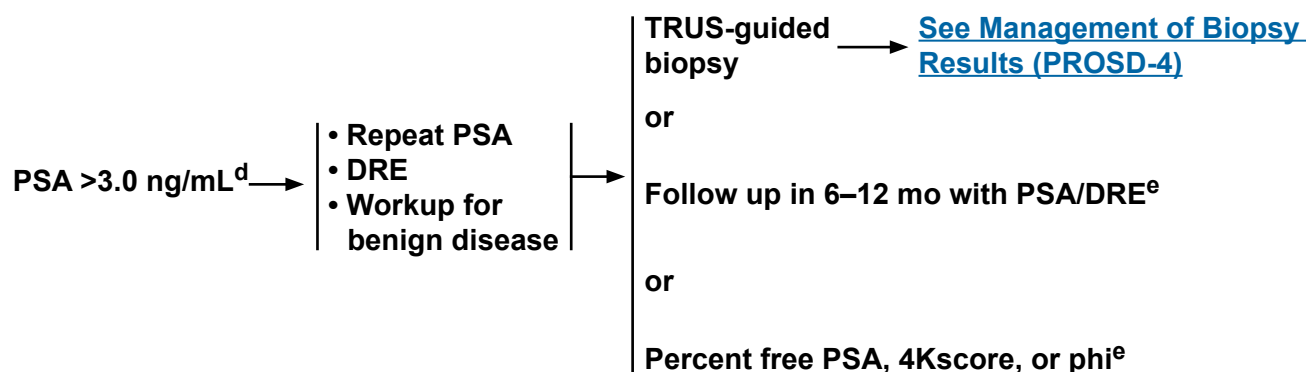 PSA >3.0 ng/mLd
• Repeat PSA
• DRE
• Workup for
benign disease
TRUS-guided
biopsy
See Management of Biopsy
Results (PROSD-4)
or
Follow up in 6–12 mo with PSA/DREe
or
Percent free PSA, 4Kscore, or phie